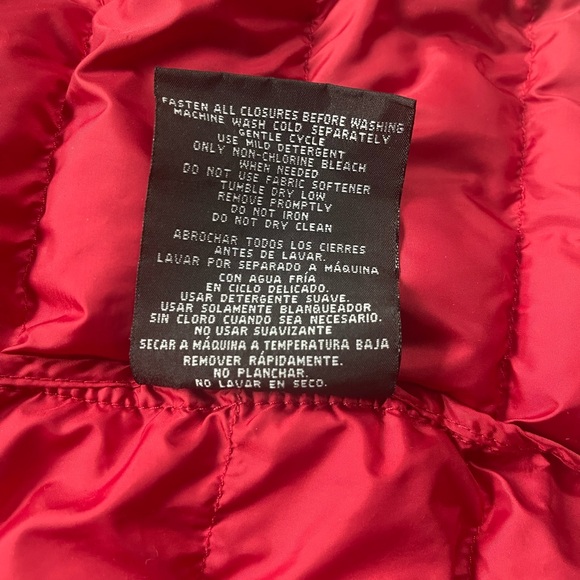 FASTEN ALL CLOSURES BEFORE WASHING
MACHINE WASH COLD SEPARATELY
GENTLE CYCLE
USE MILD DETERGENT
ONLY NON-CHLORINE BLEACH
WHEN NEEDED
DO NOT USE FABRIC SOFTENER
TUMBLE DRY LOW
REMOVE PROMPTLY
DO NOT IRON
DO NOT DRY CLEAN
ABROCHAR TODOS LOS CIERRES
ANTES DE LAVAR.
LAVAR POR SEPARADO A MÁQUINA
CON AGUA FRÍA
EN CICLO DELICADO.
USAR DETERGENTE SUAVE.
USAR SOLAMENTE BLANQUEADOR
SIN CLORO CUANDO SEA NECESARIO.
NO USAR SUAVIZANTE
SECAR A MÁQUINA A TEMPERATURA BAJA
REMOVER RÁPIDAMENTE.
NO PLANCHAR.
NO LAVAR EN SECO.